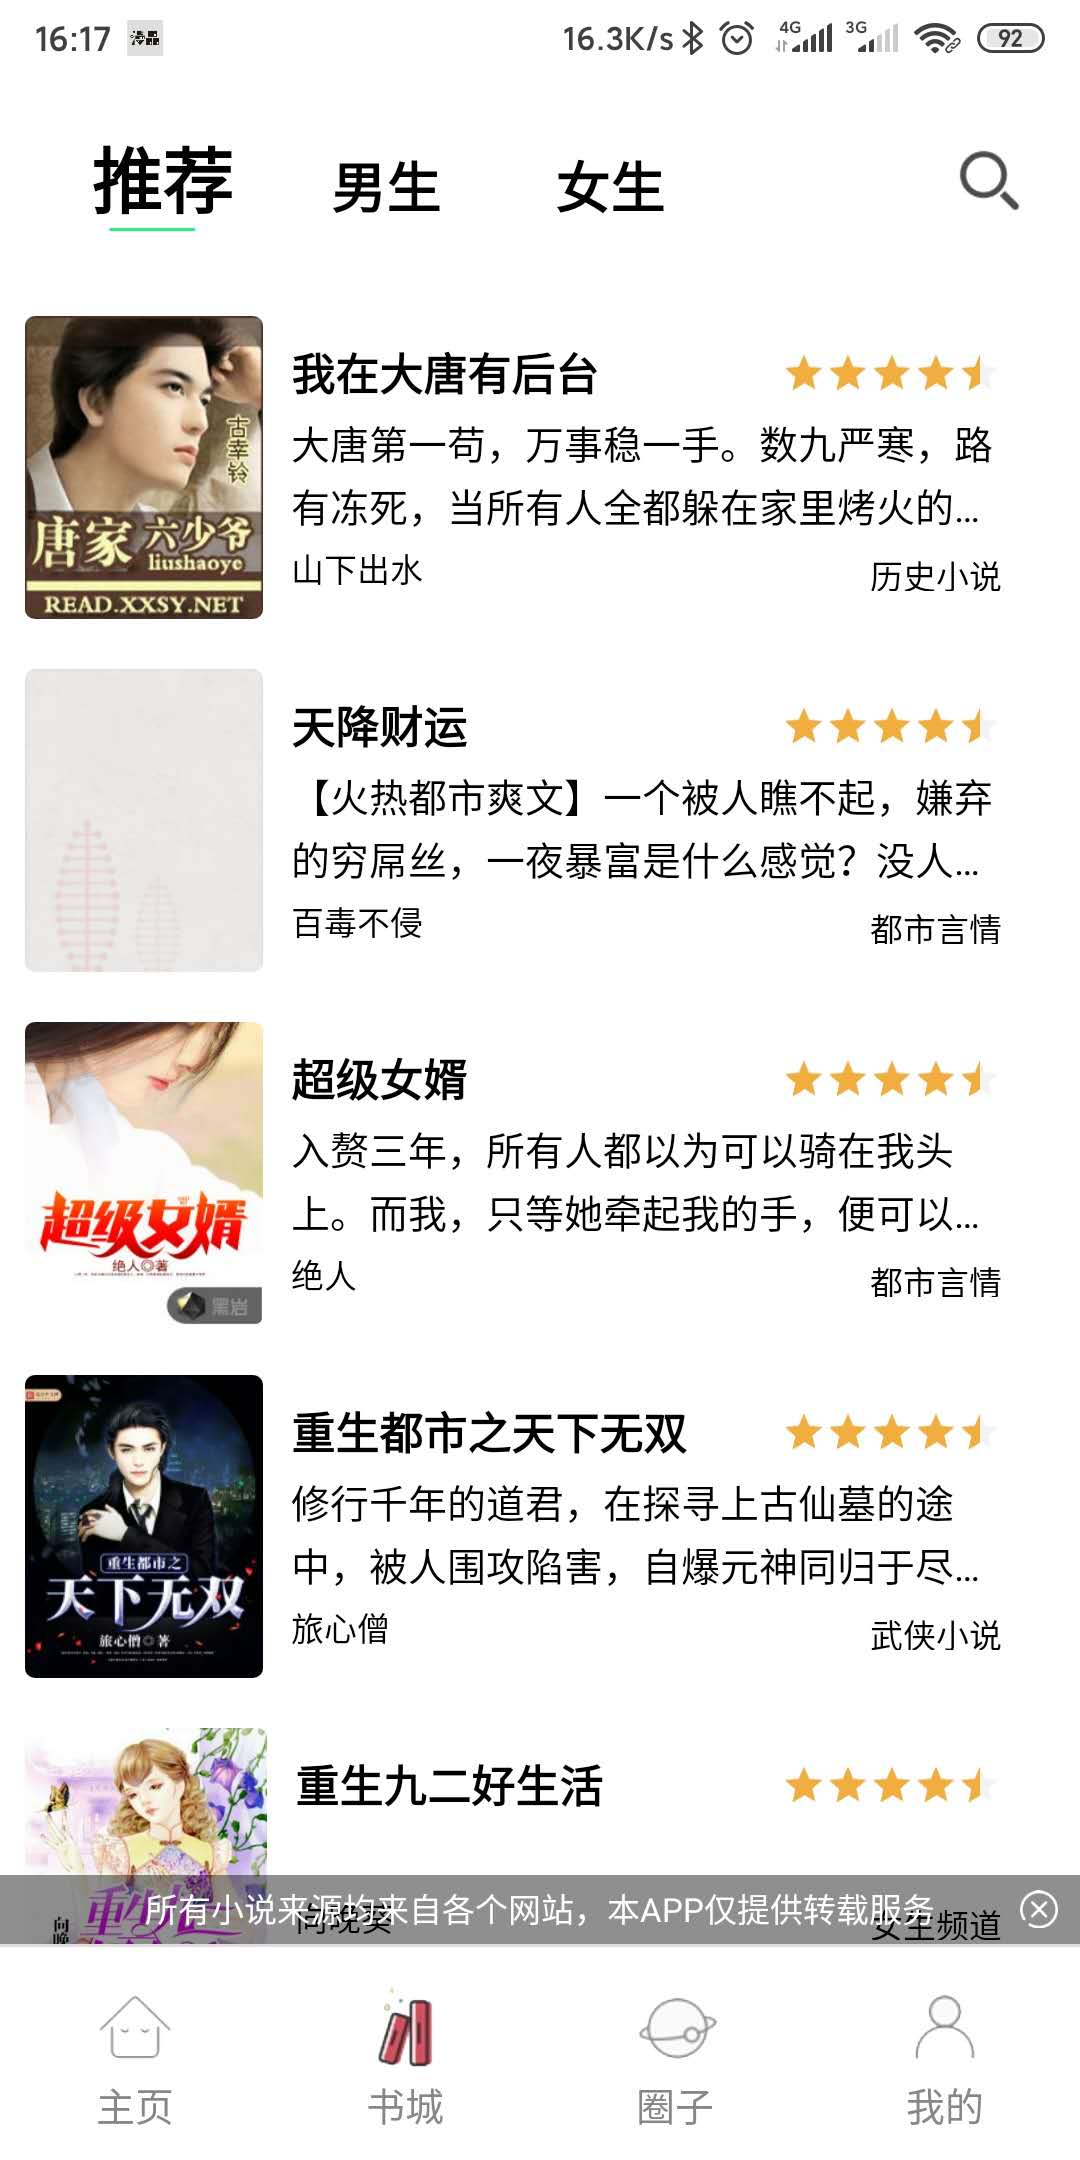 16:17
16.3K/s
4G
3G
92
推荐
男生
女生
古幸铃
唐家六少爷
liushaoye
READ.XXSY.NET
我在大唐有后台
大唐第一苟，万事稳一手。数九严寒，路
有冻死，当所有人全都躲在家里烤火的...
山下出水
历史小说
天降财运
【火热都市爽文】一个被人瞧不起，嫌弃
的穷屌丝，一夜暴富是什么感觉？没人...
百毒不侵
都市言情
超级女婿
绝人◎著
黑岩
超级女婿
入赘三年，所有人都以为可以骑在我头
上。而我，只等她牵起我的手，便可以...
绝人
都市言情
重生都市之
天下无双
旅心僧◎著
重生都市之天下无双
修行千年的道君，在探寻上古仙墓的途
中，被人围攻陷害，自爆元神同归于尽...
旅心僧
武侠小说
重生九二好生活
向晚
重生九
女生频道
所有小说来源均来自各个网站，本APP仅提供转载服务
主页
书城
圈子
我的